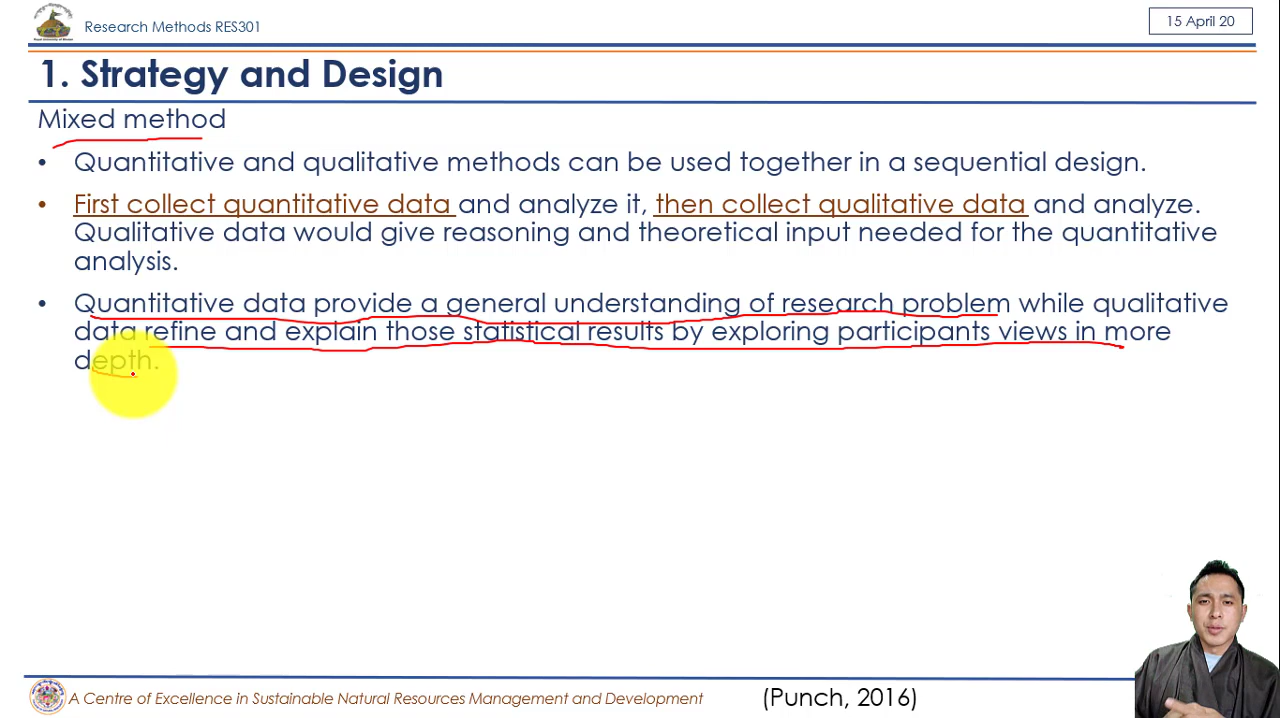 Research Methods RES301
15 April 20
1. Strategy and Design
Mixed method
• Quantitative and qualitative methods can be used together in a sequential design.
• First collect quantitative data and analyze it, then collect qualitative data and analyze.
Qualitative data would give reasoning and theoretical input needed for the quantitative
analysis.
• Quantitative data provide a general understanding of research problem while qualitative
data refine and explain those statistical results by exploring participants views in more
depth.
A Centre of Excellence in Sustainable Natural Resources Management and Development
(Punch, 2016)